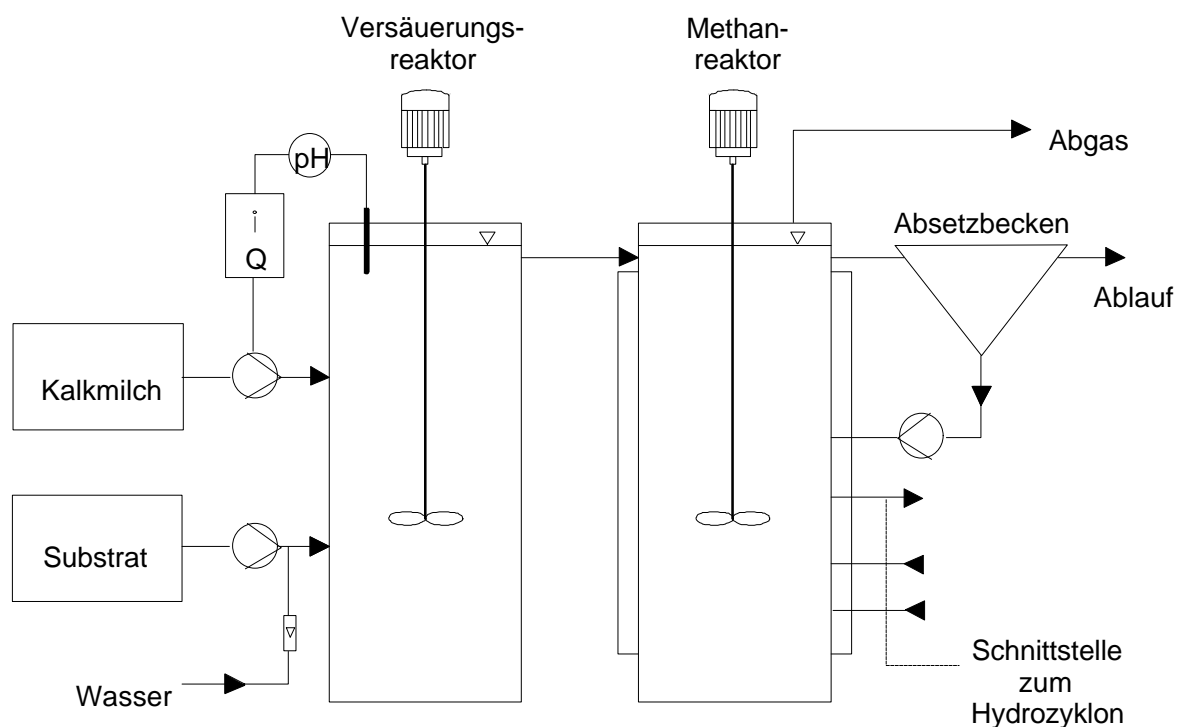 Versäuerungs-
reaktor
Methan-
reaktor
Abgas
pH
i
Q
Absetzbecken
Ablauf
Kalkmilch
Substrat
Wasser
Schnittstelle
zum
Hydrozyklon